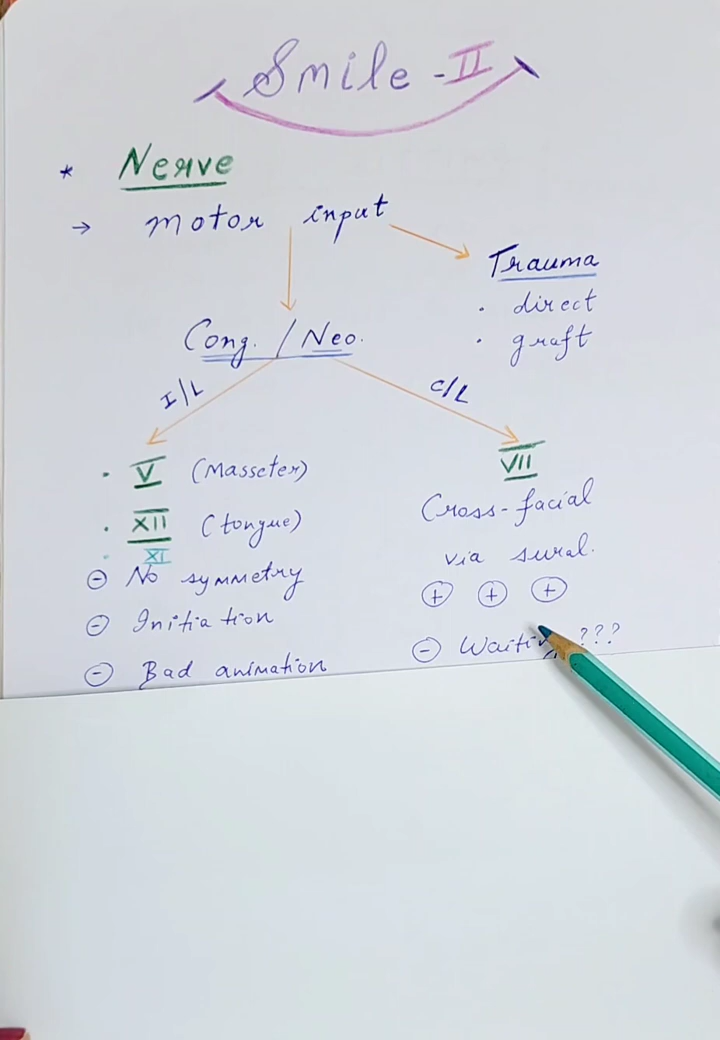 Smile - II
* Nerve
→ motor input
Trauma
. direct
. graft
Cong. / Neo.
I/L
C/L
. V (Masseter)
. XII (tongue)
. XI
⊖ No symmetry
⊖ Initiation
⊖ Bad animation
VII
Cross-facial
via sural.
⊕ ⊕ ⊕
⊖ Waiting ???